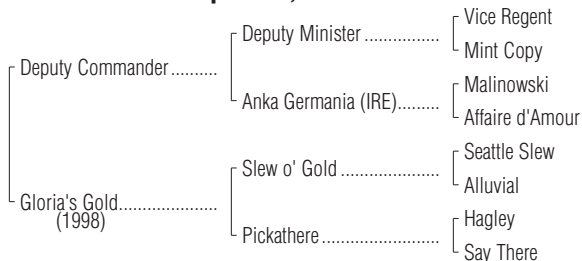 Vice Regent
Deputy Minister ................
Mint Copy
Deputy Commander..........
Malinowski
Anka Germania (IRE).........
Affaire d'Amour
Seattle Slew
Slew o' Gold .....................
Alluvial
Gloria's Gold.....................
(1998)
Hagley
Pickathere.........................
Say There